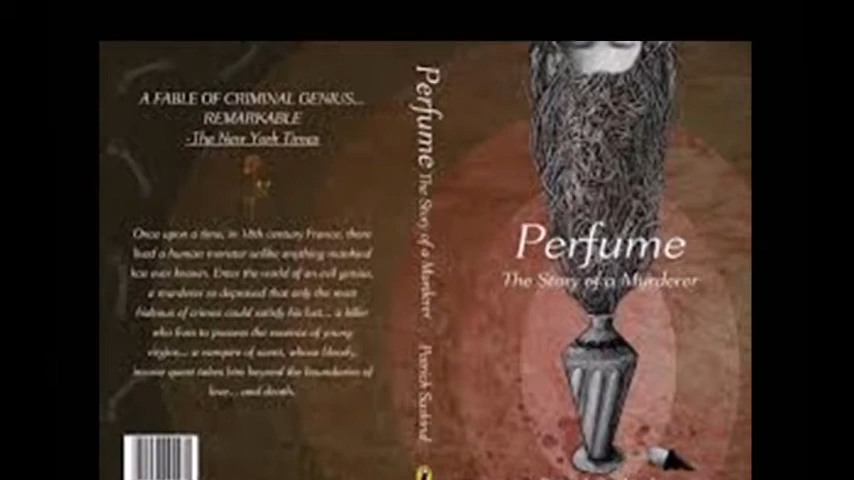 A FABLE OF CRIMINAL GENIUS...
REMARKABLE
-The New York Times
Once upon a time, in 18th century France, there
lived a human monster unlike anything mankind
has ever known. Enter the world of an evil genius,
a murderer so depraved that only the most
hideous of crimes could satisfy his lust... a killer
who lives to possess the essence of young
virgins... a vampire of scent, whose bloody,
insane quest takes him beyond the boundaries of
love... and death.
Perfume The Story of a Murderer Patrick Suskind
Perfume
The Story of a Murderer